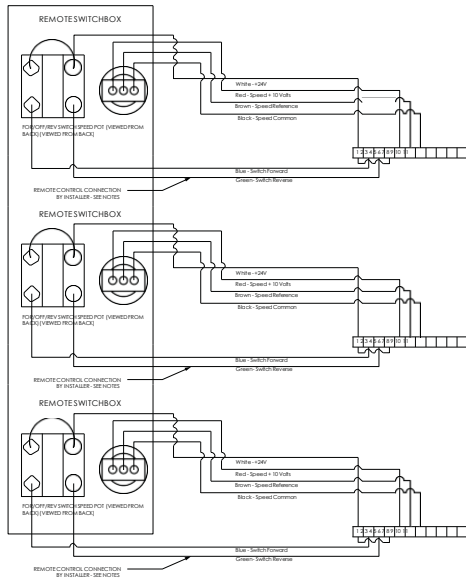 REMOTE SWITCHBOX
White - +24V
Red - Speed + 10 Volts
Brown - Speed Reference
Black - Speed Common
FOR/OFF/REV SWITCH SPEED POT (VIEWED FROM
BACK) (VIEWED FROM BACK)
1 2 3 4 5 6 7 8 9 10 11
Blue - Switch Forward
Green- Switch Reverse
REMOTE CONTROL CONNECTION
BY INSTALLER - SEE NOTES
REMOTE SWITCHBOX
White - +24V
Red - Speed + 10 Volts
Brown - Speed Reference
Black - Speed Common
FOR/OFF/REV SWITCH SPEED POT (VIEWED FROM
BACK) (VIEWED FROM BACK)
1 2 3 4 5 6 7 8 9 10 11
Blue - Switch Forward
Green- Switch Reverse
REMOTE CONTROL CONNECTION
BY INSTALLER - SEE NOTES
REMOTE SWITCHBOX
White - +24V
Red - Speed + 10 Volts
Brown - Speed Reference
Black - Speed Common
FOR/OFF/REV SWITCH SPEED POT (VIEWED FROM
BACK) (VIEWED FROM BACK)
1 2 3 4 5 6 7 8 9 10 11
Blue - Switch Forward
Green- Switch Reverse
REMOTE CONTROL CONNECTION
BY INSTALLER - SEE NOTES